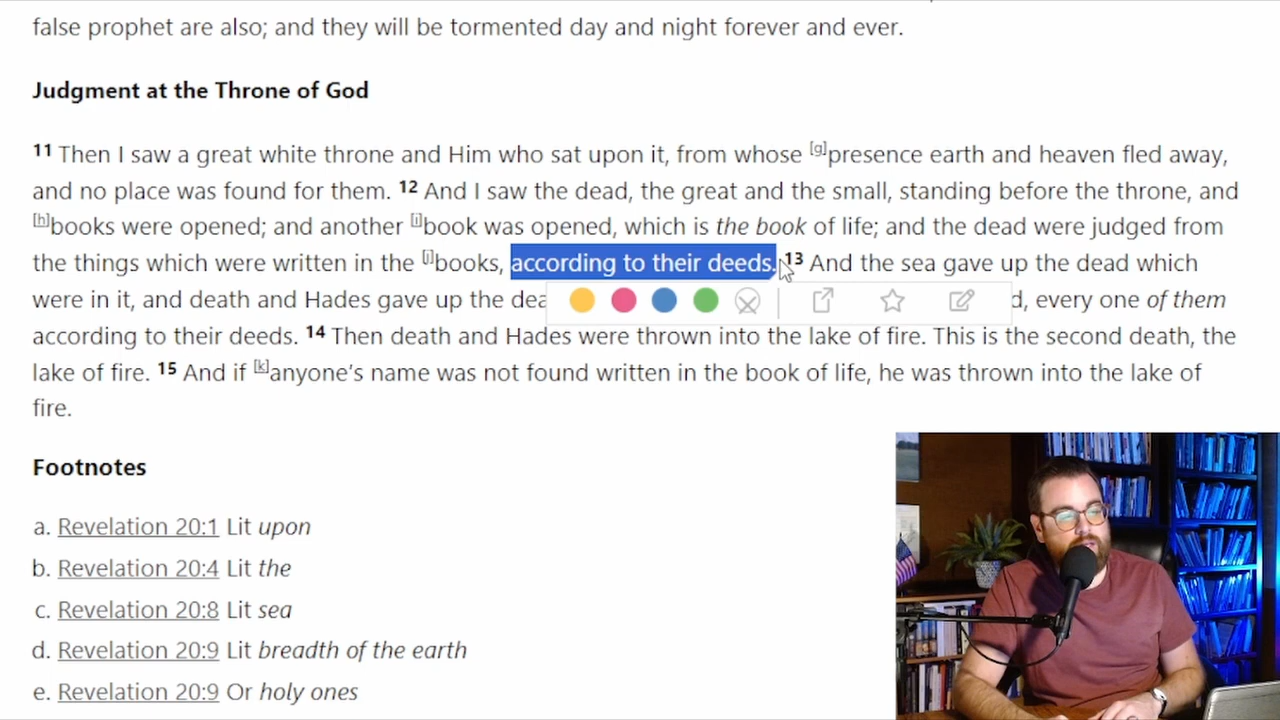 false prophet are also; and they will be tormented day and night forever and ever.
Judgment at the Throne of God
11 Then I saw a great white throne and Him who sat upon it, from whose [g]presence earth and heaven fled away,
and no place was found for them. 12 And I saw the dead, the great and the small, standing before the throne, and
[h]books were opened; and another [i]book was opened, which is the book of life; and the dead were judged from
the things which were written in the [j]books, according to their deeds. 13 And the sea gave up the dead which
were in it, and death and Hades gave up the dea d, every one of them
according to their deeds. 14 Then death and Hades were thrown into the lake of fire. This is the second death, the
lake of fire. 15 And if [k]anyone’s name was not found written in the book of life, he was thrown into the lake of
fire.
Footnotes
a. Revelation 20:1 Lit upon
b. Revelation 20:4 Lit the
c. Revelation 20:8 Lit sea
d. Revelation 20:9 Lit breadth of the earth
e. Revelation 20:9 Or holy ones